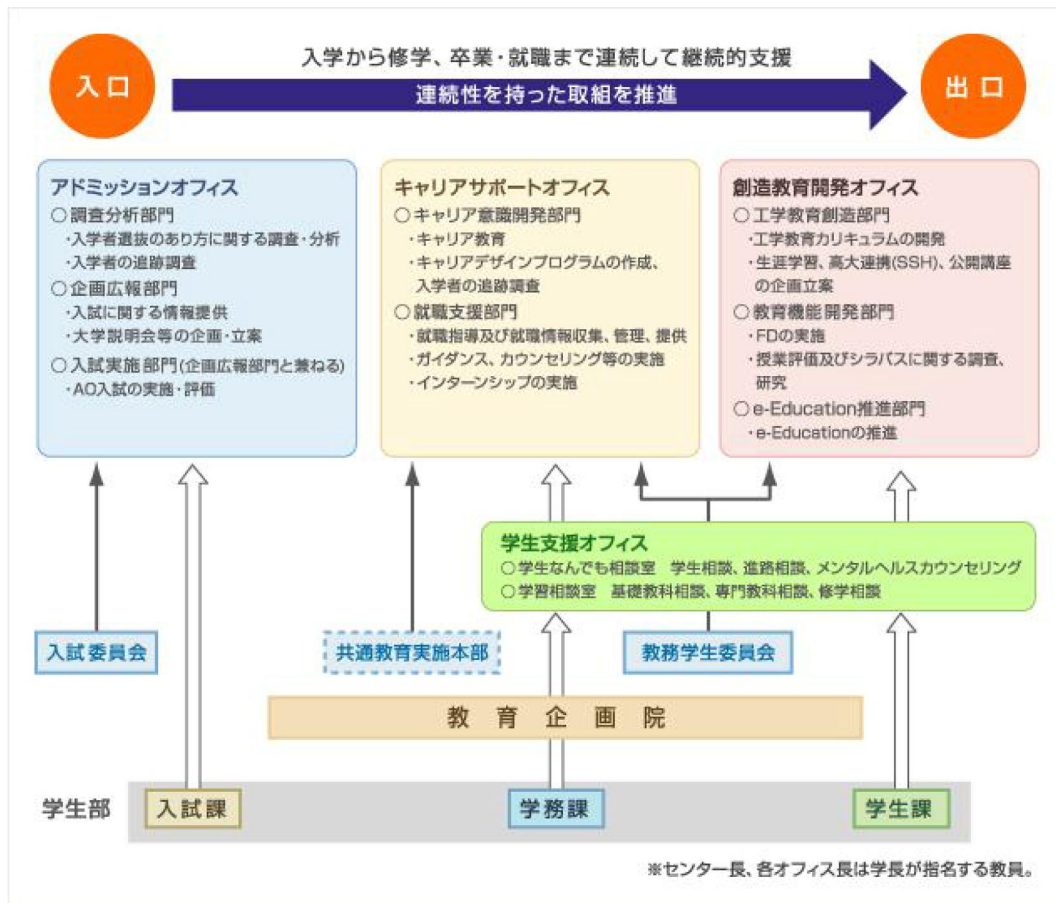 入口
入学から修学、卒業・就職まで連続して継続的支援
連続性を持った取組を推進
出口
アドミッションオフィス
○調査分析部門
・入学者選抜のあり方に関する調査・分析
・入学者の追跡調査
○企画広報部門
・入試に関する情報提供
・大学説明会等の企画・立案
○入試実施部門(企画広報部門と兼ねる)
・AO入試の実施・評価
キャリアサポートオフィス
○キャリア意識開発部門
・キャリア教育
・キャリアデザインプログラムの作成、
入学者の追跡調査
○就職支援部門
・就職指導及び就職情報収集、管理、提供
・ガイダンス、カウンセリング等の実施
・インターンシップの実施
創造教育開発オフィス
○工学教育創造部門
・工学教育カリキュラムの開発
・生涯学習、高大連携(SSH)、公開講座
の企画立案
○教育機能開発部門
・FDの実施
・授業評価及びシラバスに関する調査、
研究
○e-Education推進部門
・e-Educationの推進
学生支援オフィス
○学生なんでも相談室 学生相談、進路相談、メンタルヘルスカウンセリング
○学習相談室 基礎教科相談、専門教科相談、修学相談
入試委員会
共通教育実施本部
教務学生委員会
教育企画院
学生部
入試課
学務課
学生課
※センター長、各オフィス長は学長が指名する教員。